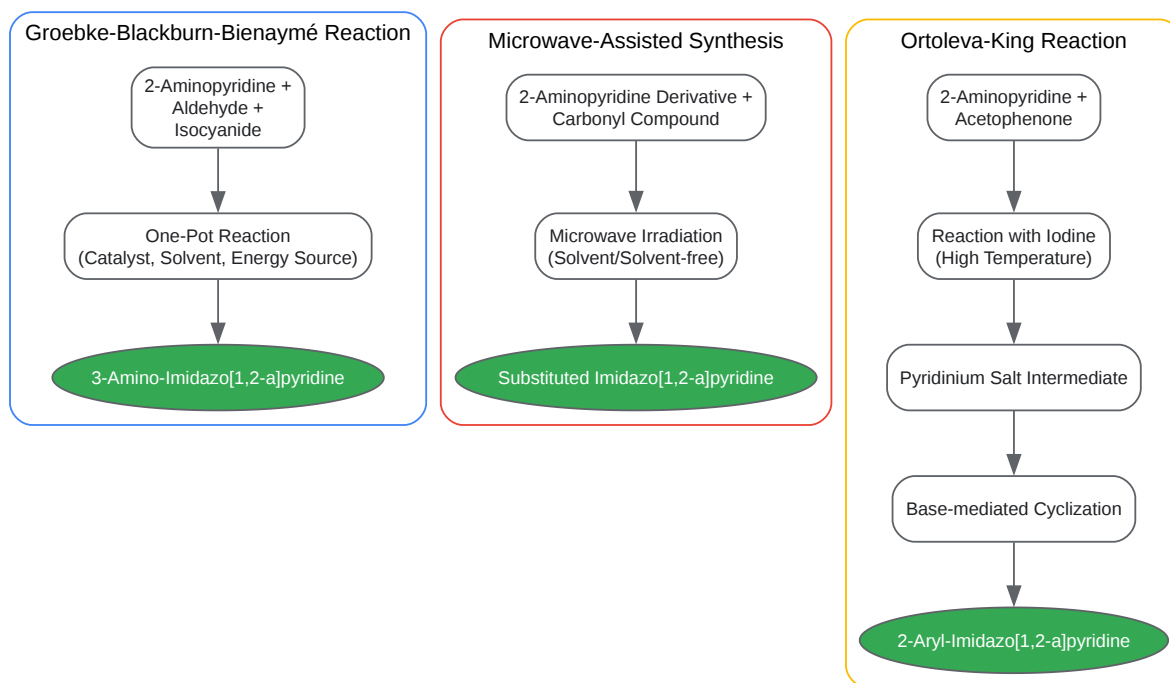 Groebke-Blackburn-Bienaymé Reaction
2-Aminopyridine +
Aldehyde +
Isocyanide
One-Pot Reaction
(Catalyst, Solvent, Energy Source)
3-Amino-Imidazo[1,2-a]pyridine
Microwave-Assisted Synthesis
2-Aminopyridine Derivative +
Carbonyl Compound
Microwave Irradiation
(Solvent/Solvent-free)
Substituted Imidazo[1,2-a]pyridine
Ortoleva-King Reaction
2-Aminopyridine +
Acetophenone
Reaction with Iodine
(High Temperature)
Pyridinium Salt Intermediate
Base-mediated Cyclization
2-Aryl-Imidazo[1,2-a]pyridine